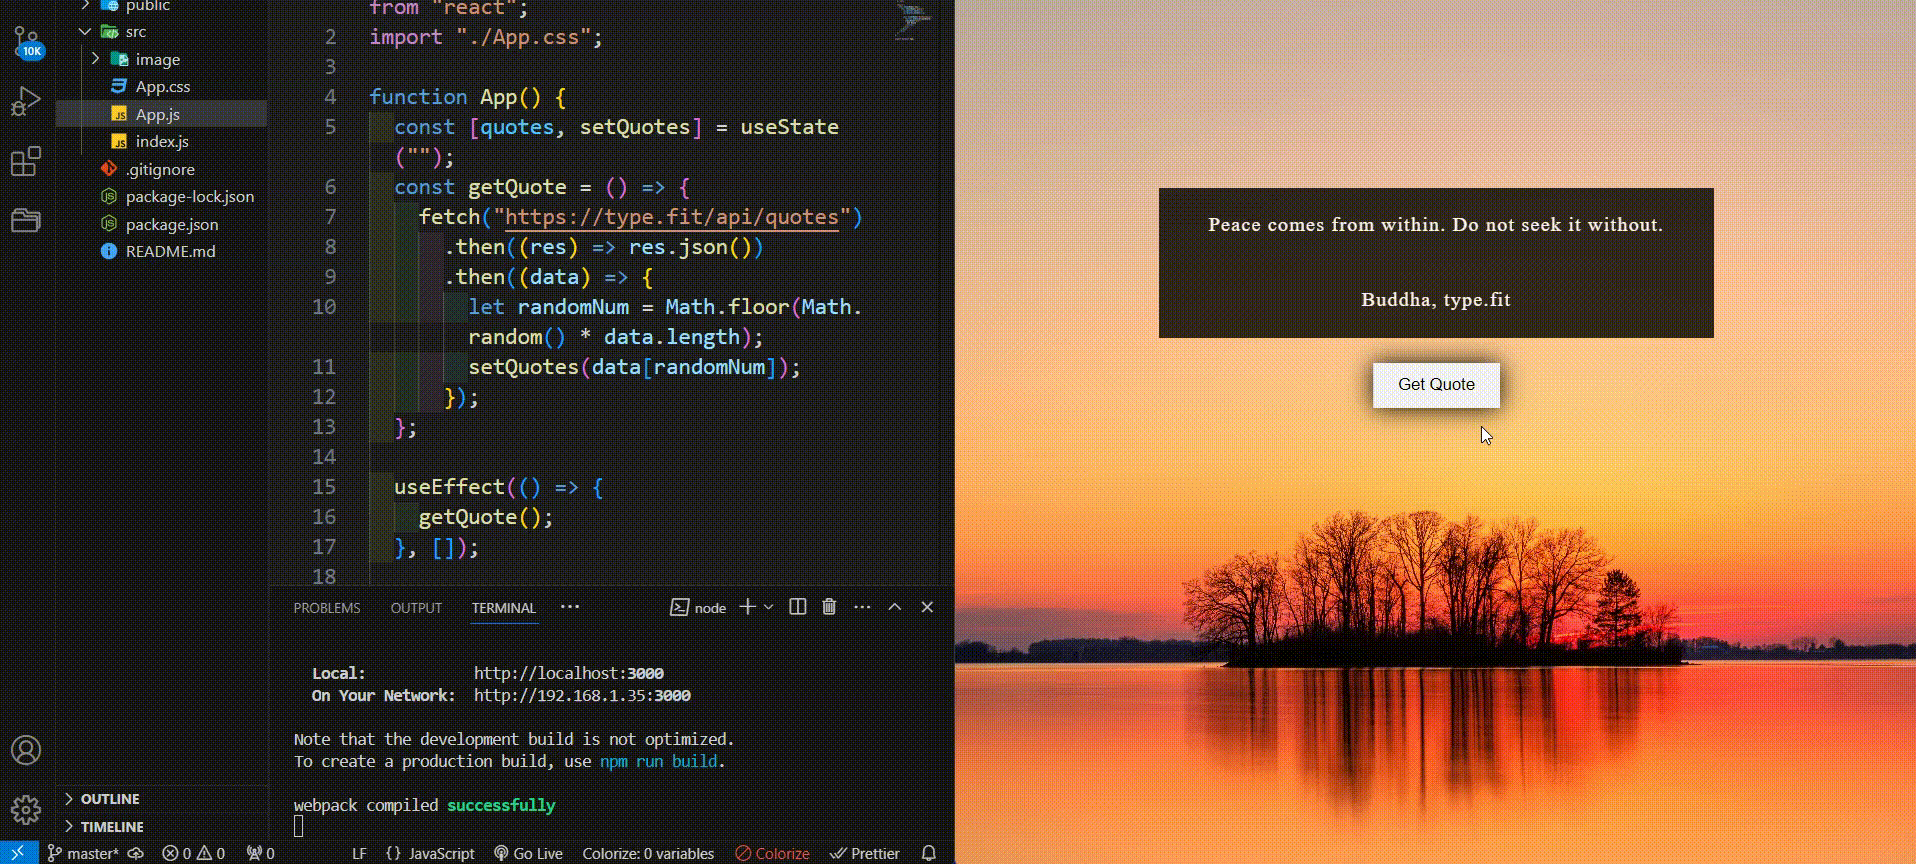 public
src
image
App.css
App.js
index.js
.gitignore
package-lock.json
package.json
README.md
OUTLINE
TIMELINE
10K
from "react";
2 import "./App.css";
3
4 function App() {
5 const [quotes, setQuotes] = useState
("");
6 const getQuote = () => {
7 fetch("https://type.fit/api/quotes")
8 .then((res) => res.json())
9 .then((data) => {
10 let randomNum = Math.floor(Math.
random() * data.length);
11 setQuotes(data[randomNum]);
12 });
13 };
14
15 useEffect(() => {
16 getQuote();
17 }, []);
18
PROBLEMS OUTPUT TERMINAL ··· node
Local: http://localhost:3000
On Your Network: http://192.168.1.35:3000
Note that the development build is not optimized.
To create a production build, use npm run build.
webpack compiled successfully
master* 0 0 0 LF {} JavaScript Go Live Colorize: 0 variables Colorize Prettier
Peace comes from within. Do not seek it without.
Buddha, type.fit
Get Quote